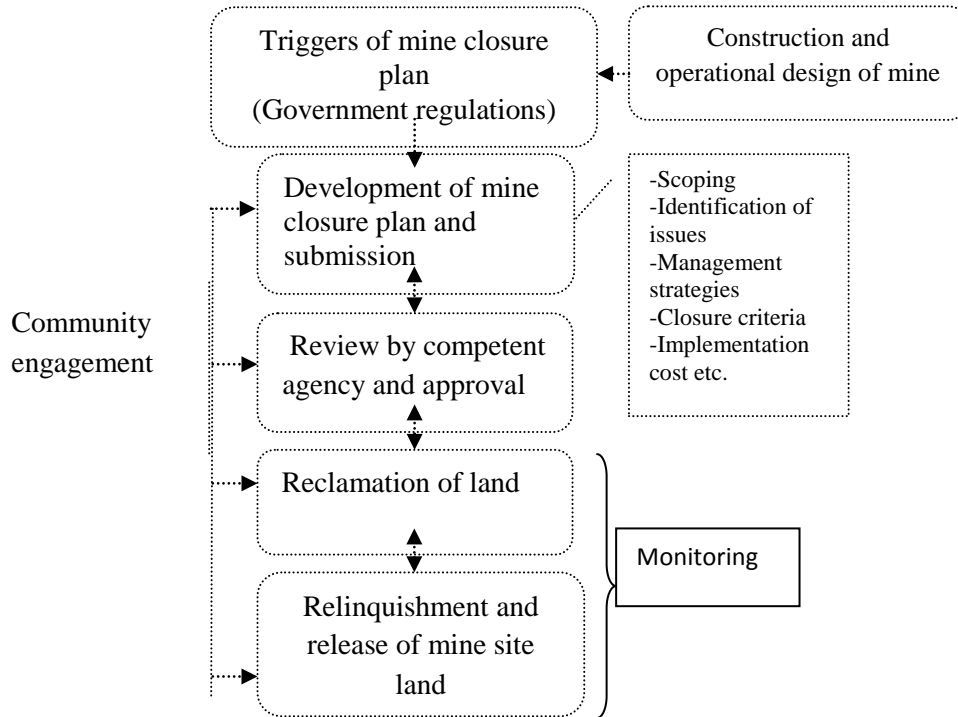 Triggers of mine closure
plan
(Government regulations)
Construction and
operational design of mine
Development of mine
closure plan and
submission
-Scoping
-Identification of
issues
-Management
strategies
-Closure criteria
-Implementation
cost etc.
Community
engagement
Review by competent
agency and approval
Reclamation of land
Monitoring
Relinquishment and
release of mine site
land